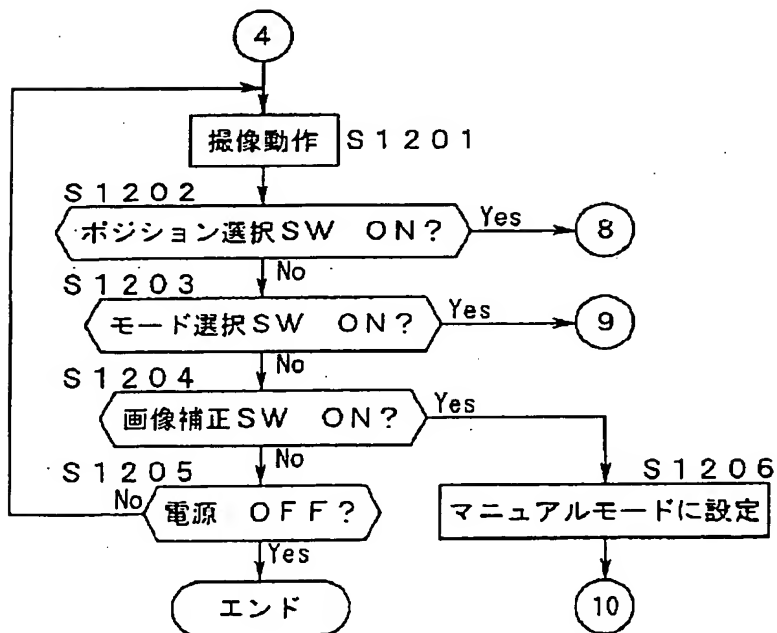 4
撮像動作 S1201
S1202
ポジション選択SW ON?
Yes
8
No
S1203
モード選択SW ON?
Yes
9
No
S1204
画像補正SW ON?
Yes
No
S1205
S1206
No
電源 OFF?
マニュアルモードに設定
Yes
エンド
10